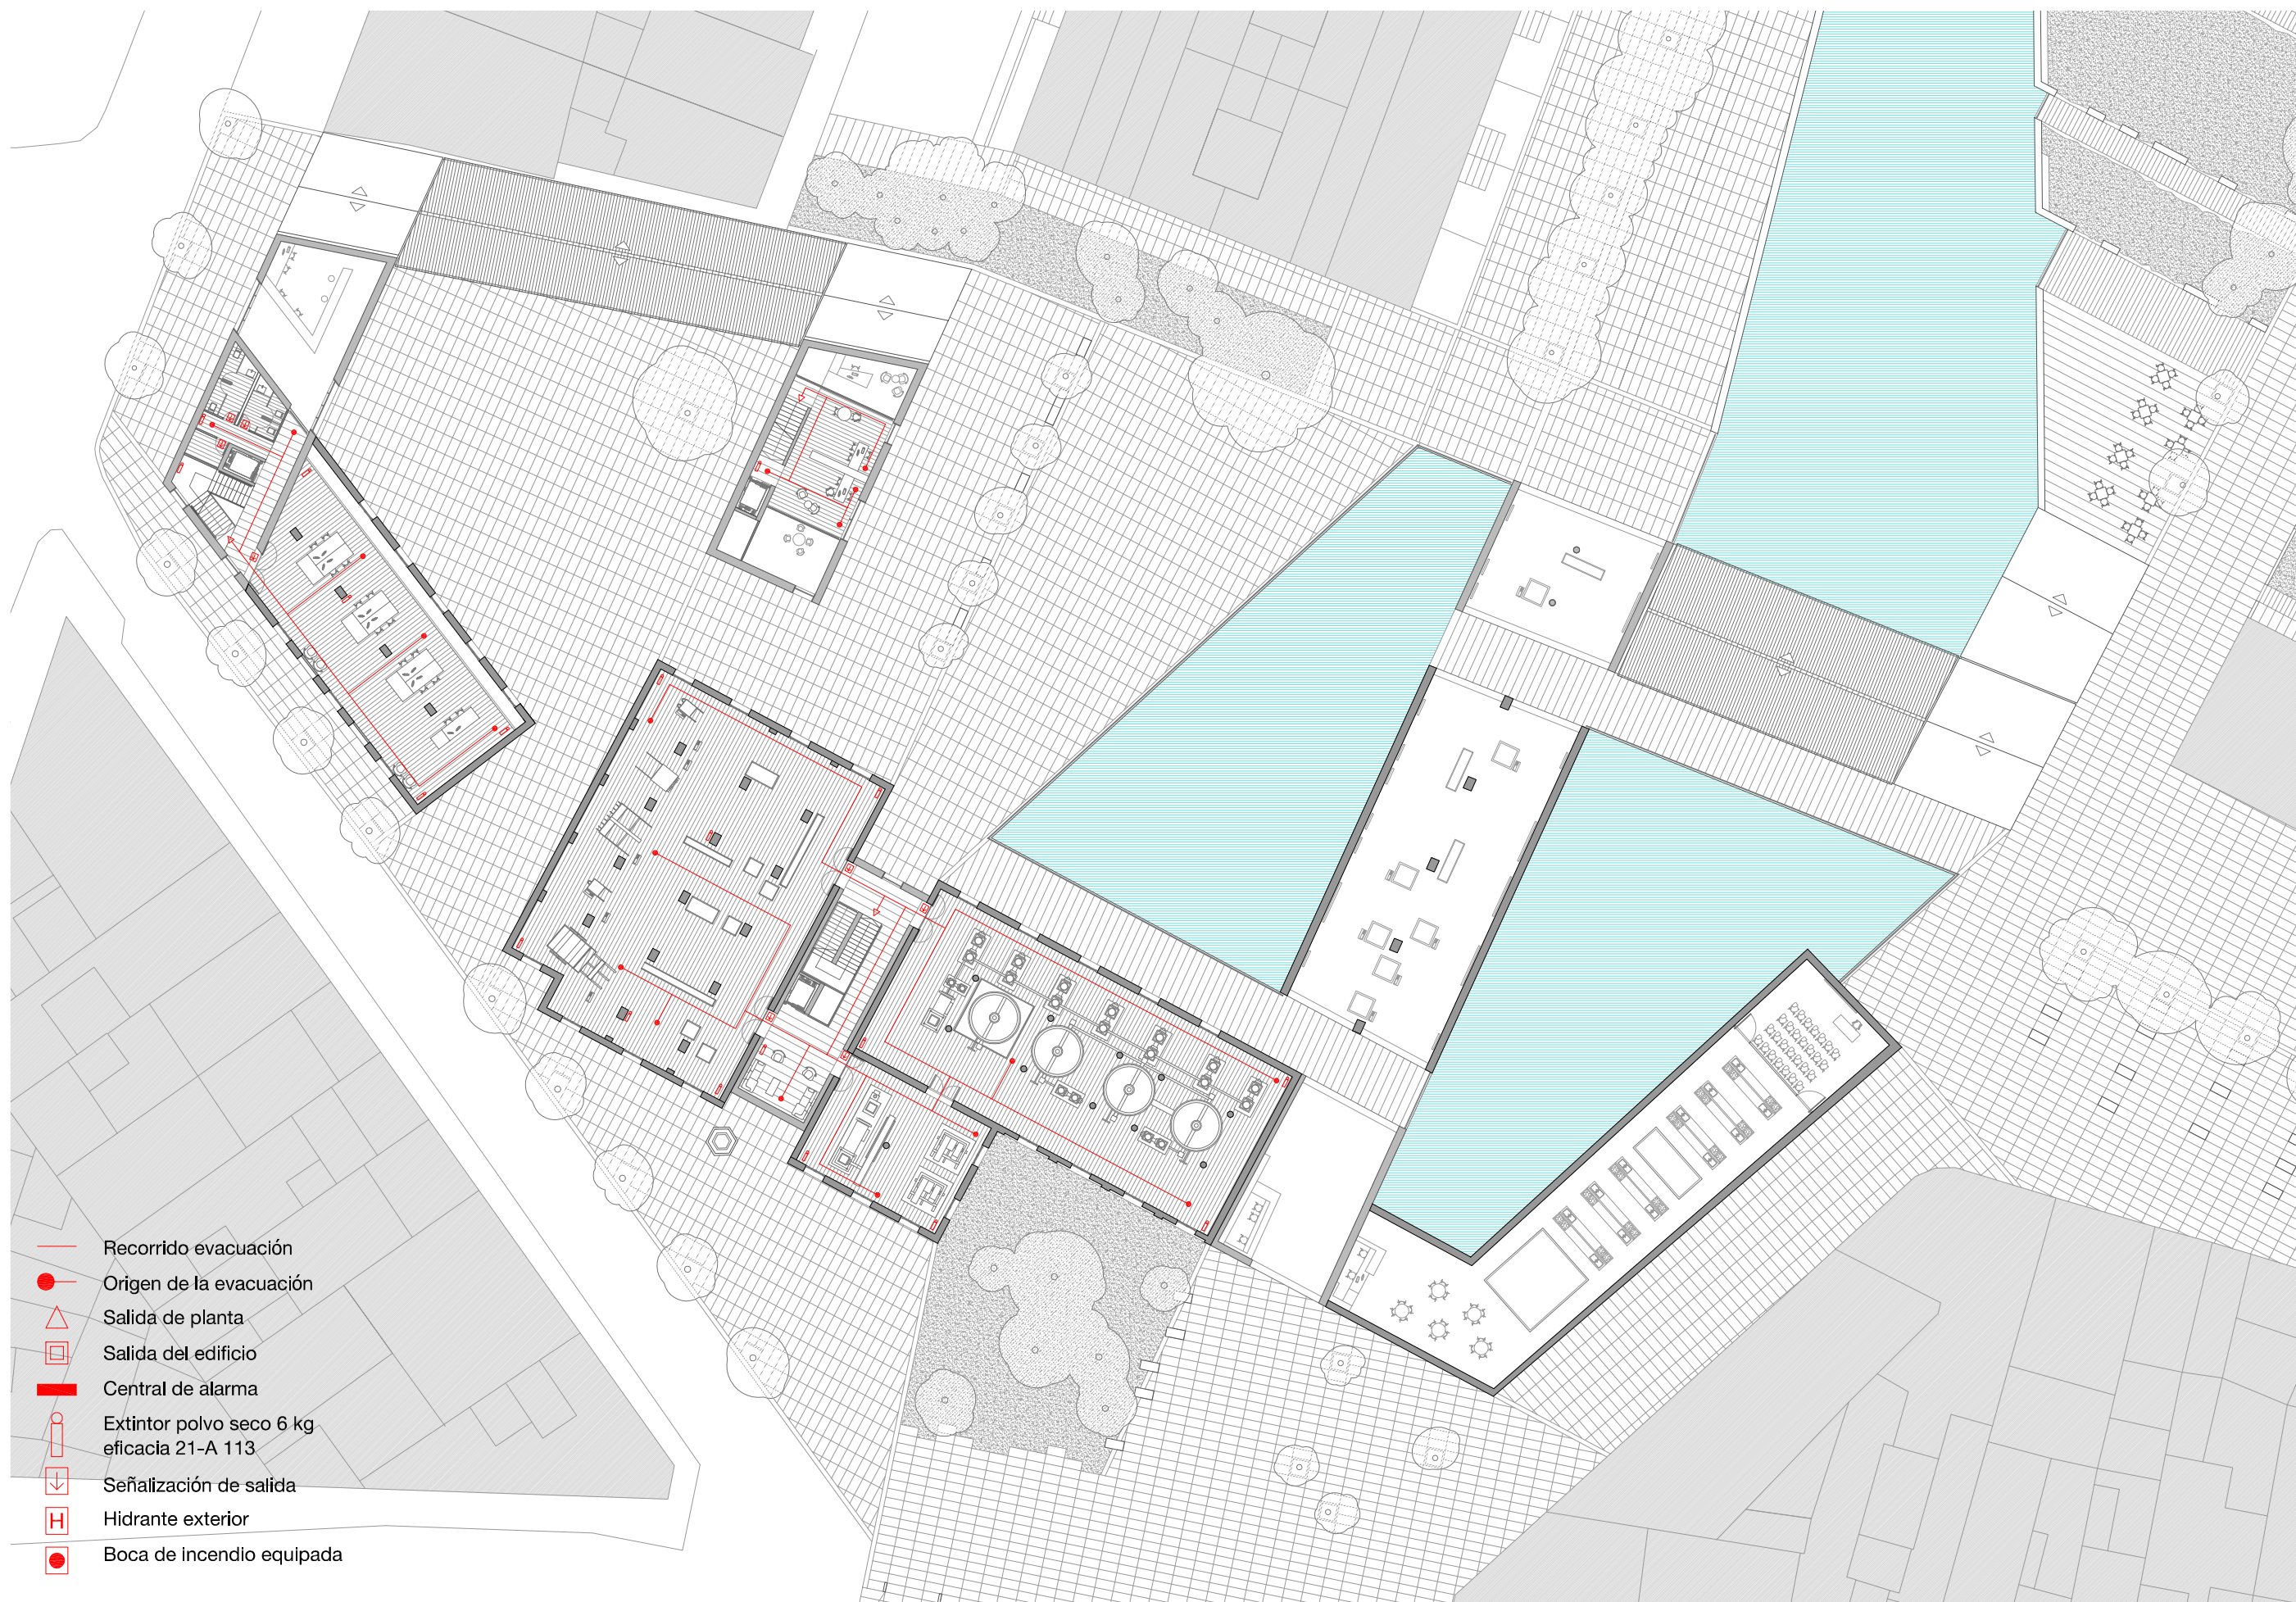 Recorrido evacuación
Origen de la evacuación
Salida de planta
Salida del edificio
Central de alarma
Extintor polvo seco 6 kg
eficacia 21-A 113
Señalización de salida
H Hidrante exterior
Boca de incendio equipada